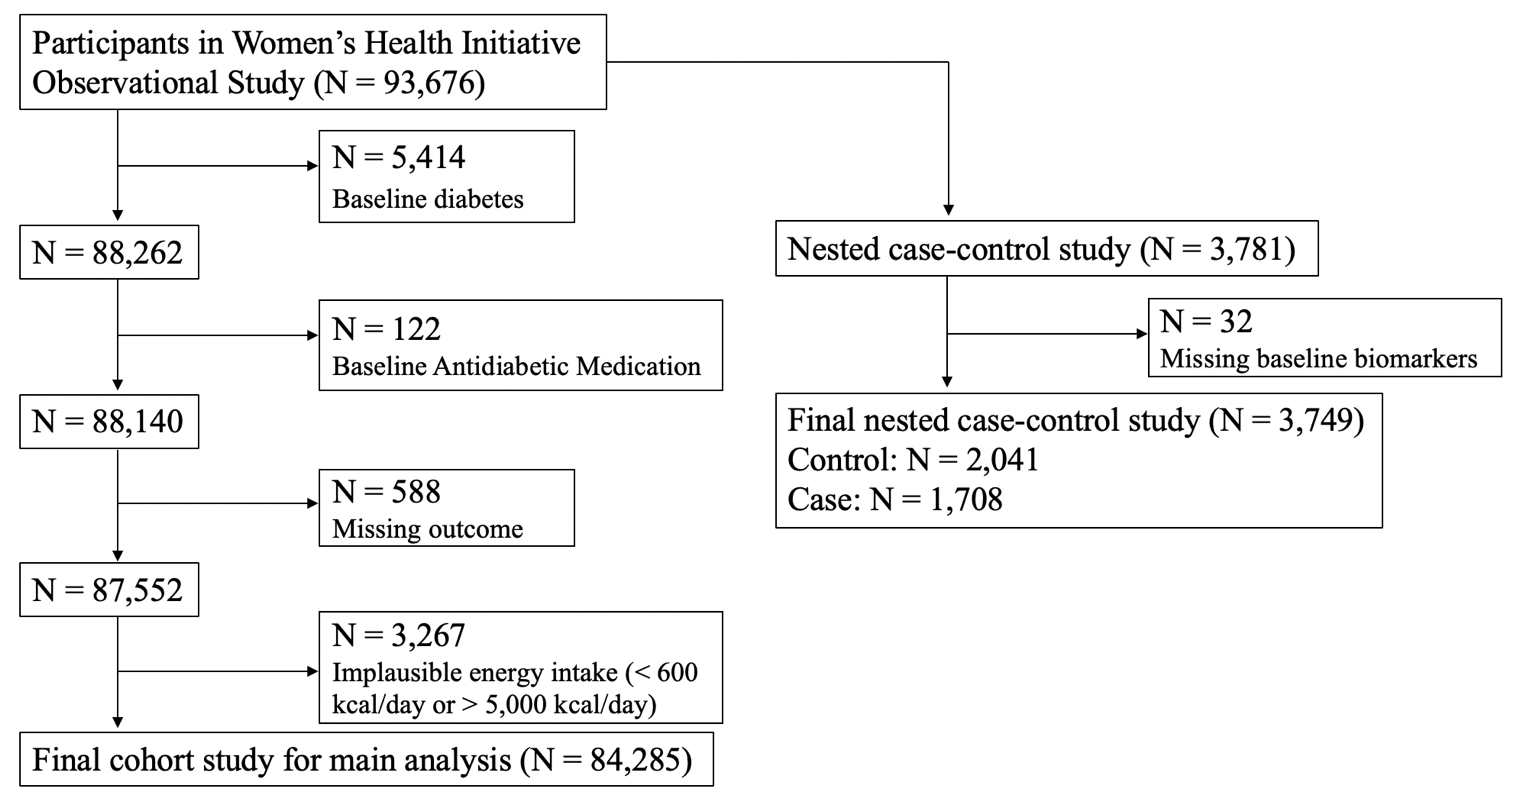 Participants in Women’s Health Initiative
Observational Study (N = 93,676)
N = 5,414
Baseline diabetes
N = 88,262
N = 122
Baseline Antidiabetic Medication
N = 88,140
N = 588
Missing outcome
N = 87,552
N = 3,267
Implausible energy intake (< 600
kcal/day or > 5,000 kcal/day)
Final cohort study for main analysis (N = 84,285)
Nested case-control study (N = 3,781)
N = 32
Missing baseline biomarkers
Final nested case-control study (N = 3,749)
Control: N = 2,041
Case: N = 1,708